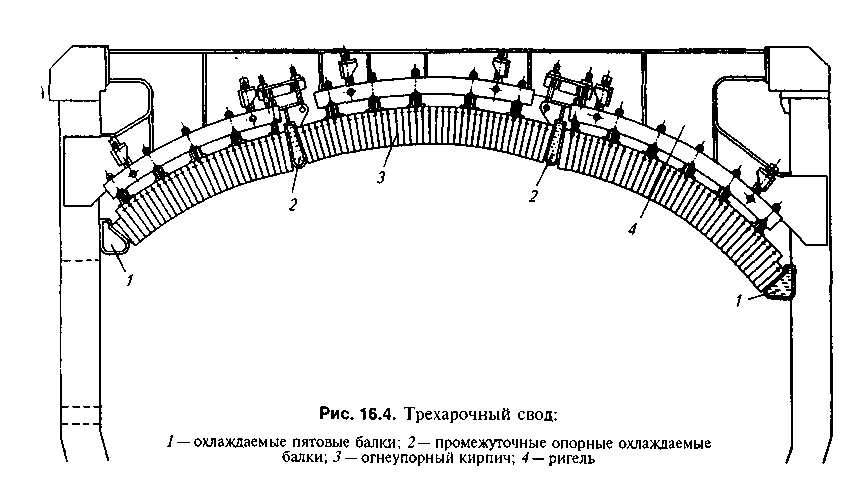 2
3
2
4
1
1
Рис. 16.4. Трехарочный свод:
1 — охлаждаемые пятовые балки; 2 — промежуточные опорные охлаждаемые
балки; 3 — огнеупорный кирпич; 4 — ригель